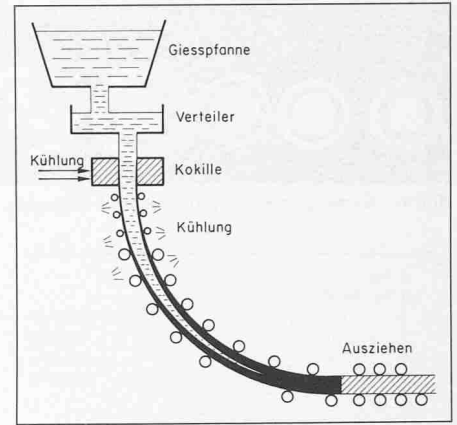 Giesspfanne
Verteiler
Kühlung
Kokille
Kühlung
Ausziehen